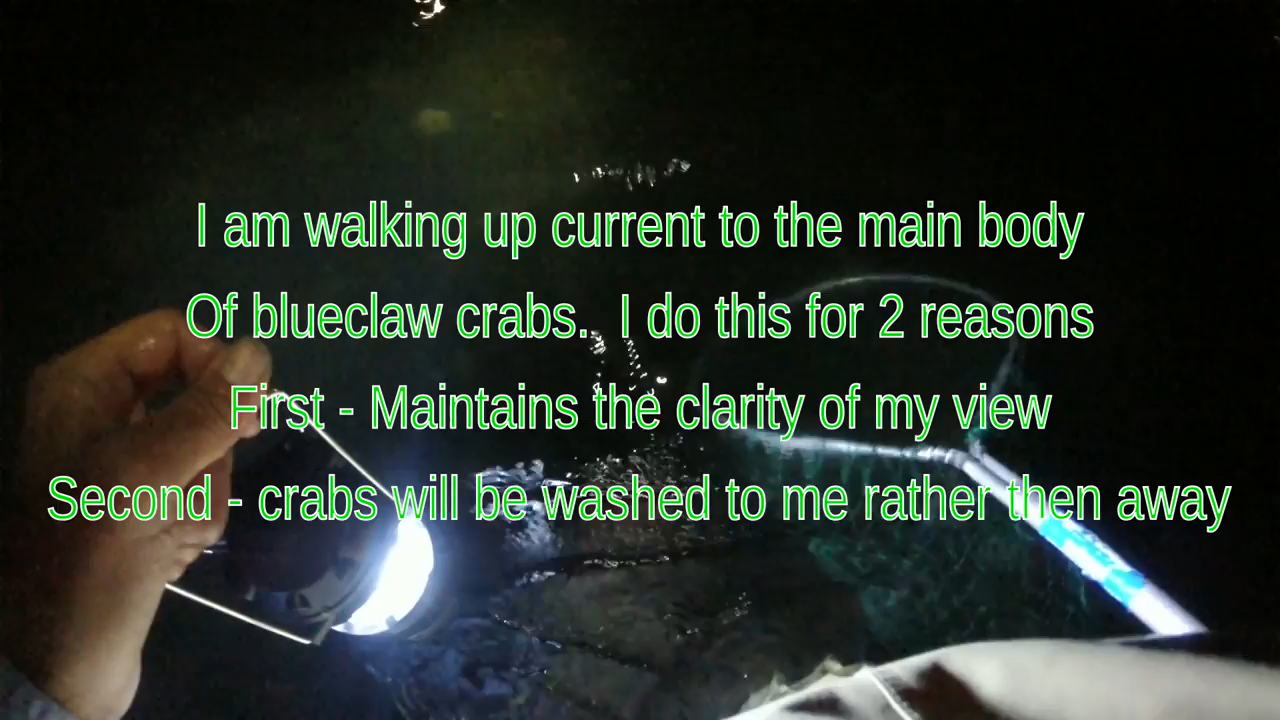 I am walking up current to the main body
Of blueclaw crabs.  I do this for 2 reasons
First - Maintains the clarity of my view
Second - crabs will be washed to me rather then away